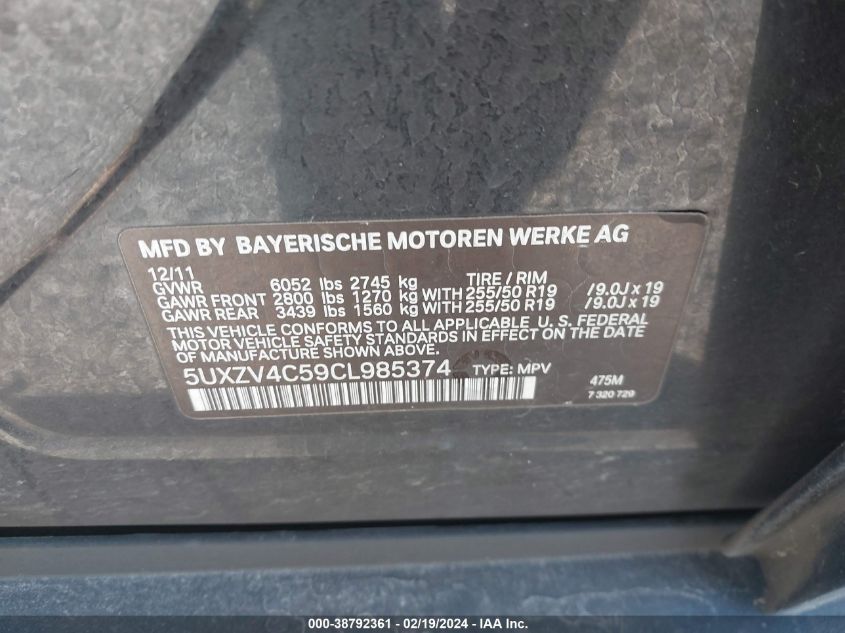 MFD BY BAYERISCHE MOTOREN WERKE AG
12/11
GVWR 6052 lbs 2745 kg TIRE / RIM
GAWR FRONT 2800 lbs 1270 kg WITH 255/50 R19 /9.0J x 19
GAWR REAR 3439 lbs 1560 kg WITH 255/50 R19 /9.0J x 19
THIS VEHICLE CONFORMS TO ALL APPLICABLE U. S. FEDERAL
MOTOR VEHICLE SAFETY STANDARDS IN EFFECT ON THE DATE
OF MANUFACTURE SHOWN ABOVE.
5UXZV4C59CL985374 TYPE: MPV 475M
7 320 729
000-38792361 - 02/19/2024 - IAA Inc.